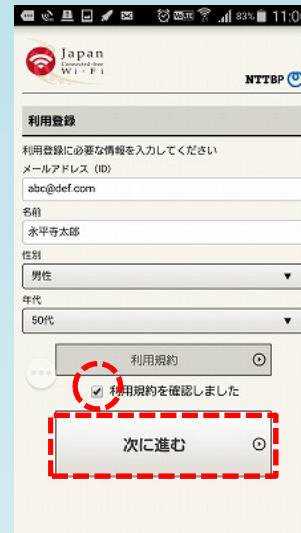 VoLTE 83% 11:0
Japan
Connected-free
Wi-Fi
NTTBP
利用登録
利用登録に必要な情報を入力してください
メールアドレス（ID）
abc@def.com
名前
永平寺太郎
性別
男性
年代
50代
利用規約
利用規約を確認しました
次に進む